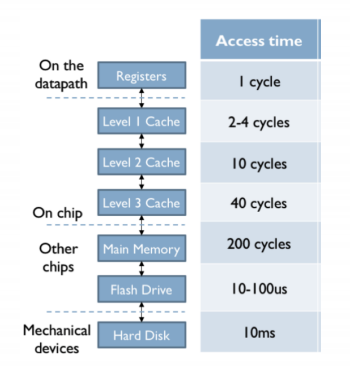 Access time
On the
datapath
Registers
1 cycle
Level 1 Cache
2-4 cycles
Level 2 Cache
10 cycles
Level 3 Cache
40 cycles
On chip
Other
chips
Main Memory
200 cycles
Flash Drive
10-100us
Mechanical
devices
Hard Disk
10ms